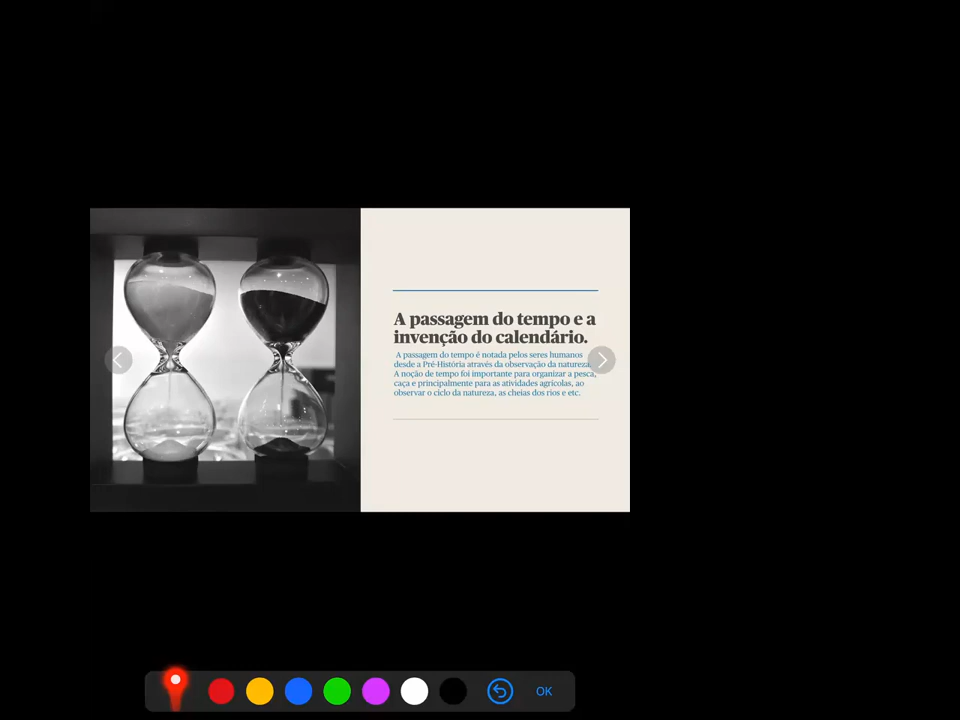 A passagem do tempo e a
invenção do calendário.
A passagem do tempo é notada pelos seres humanos
desde a Pré-História através da observação da natureza.
A noção de tempo foi importante para organizar a pesca,
caça e principalmente para as atividades agrícolas, ao
observar o ciclo da natureza, as cheias dos rios e etc.
OK